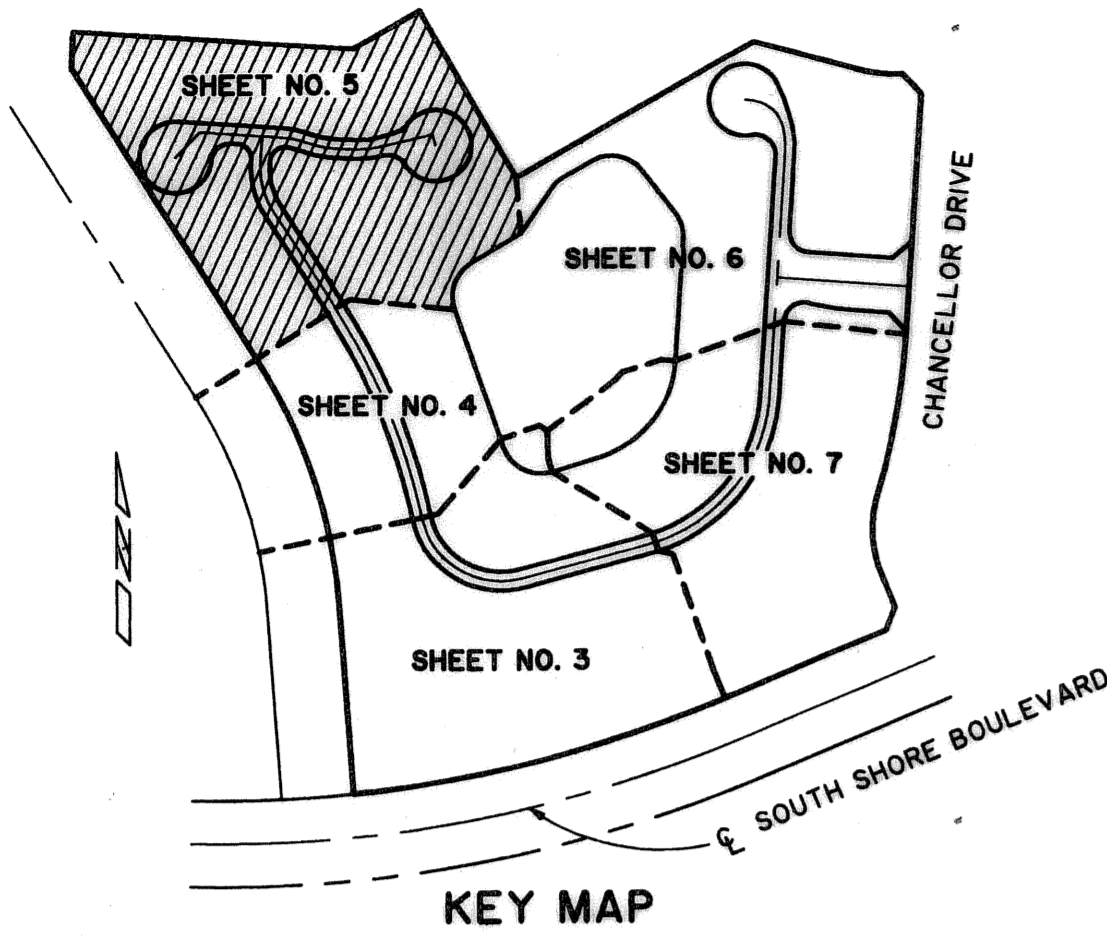 SHEET NO. 5
SHEET NO. 6
CHANCELLOR DRIVE
SHEET NO. 4
SHEET NO. 7
N
SHEET NO. 3
℄ SOUTH SHORE BOULEVARD
KEY MAP